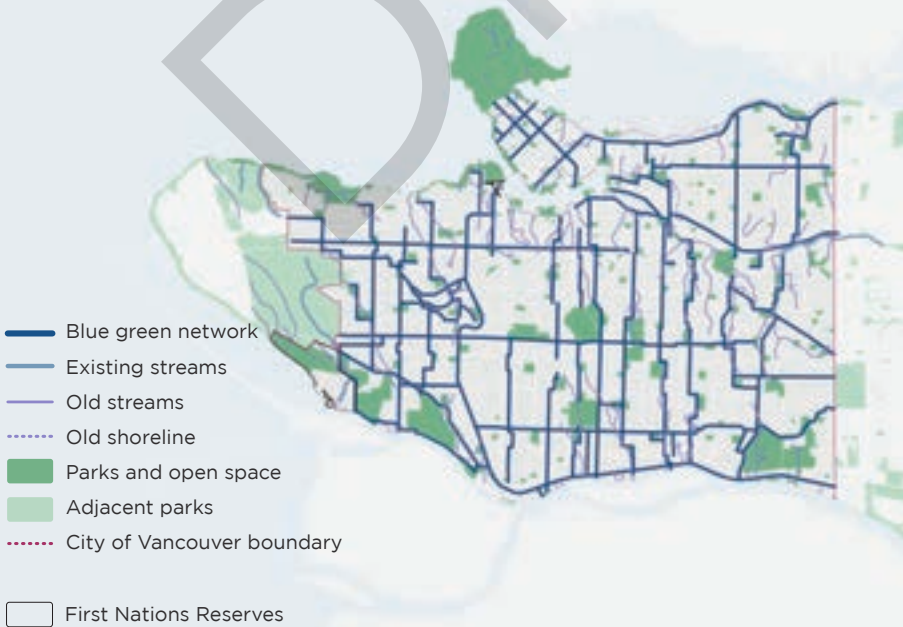 Blue green network
Existing streams
Old streams
Old shoreline
Parks and open space
Adjacent parks
City of Vancouver boundary
First Nations Reserves